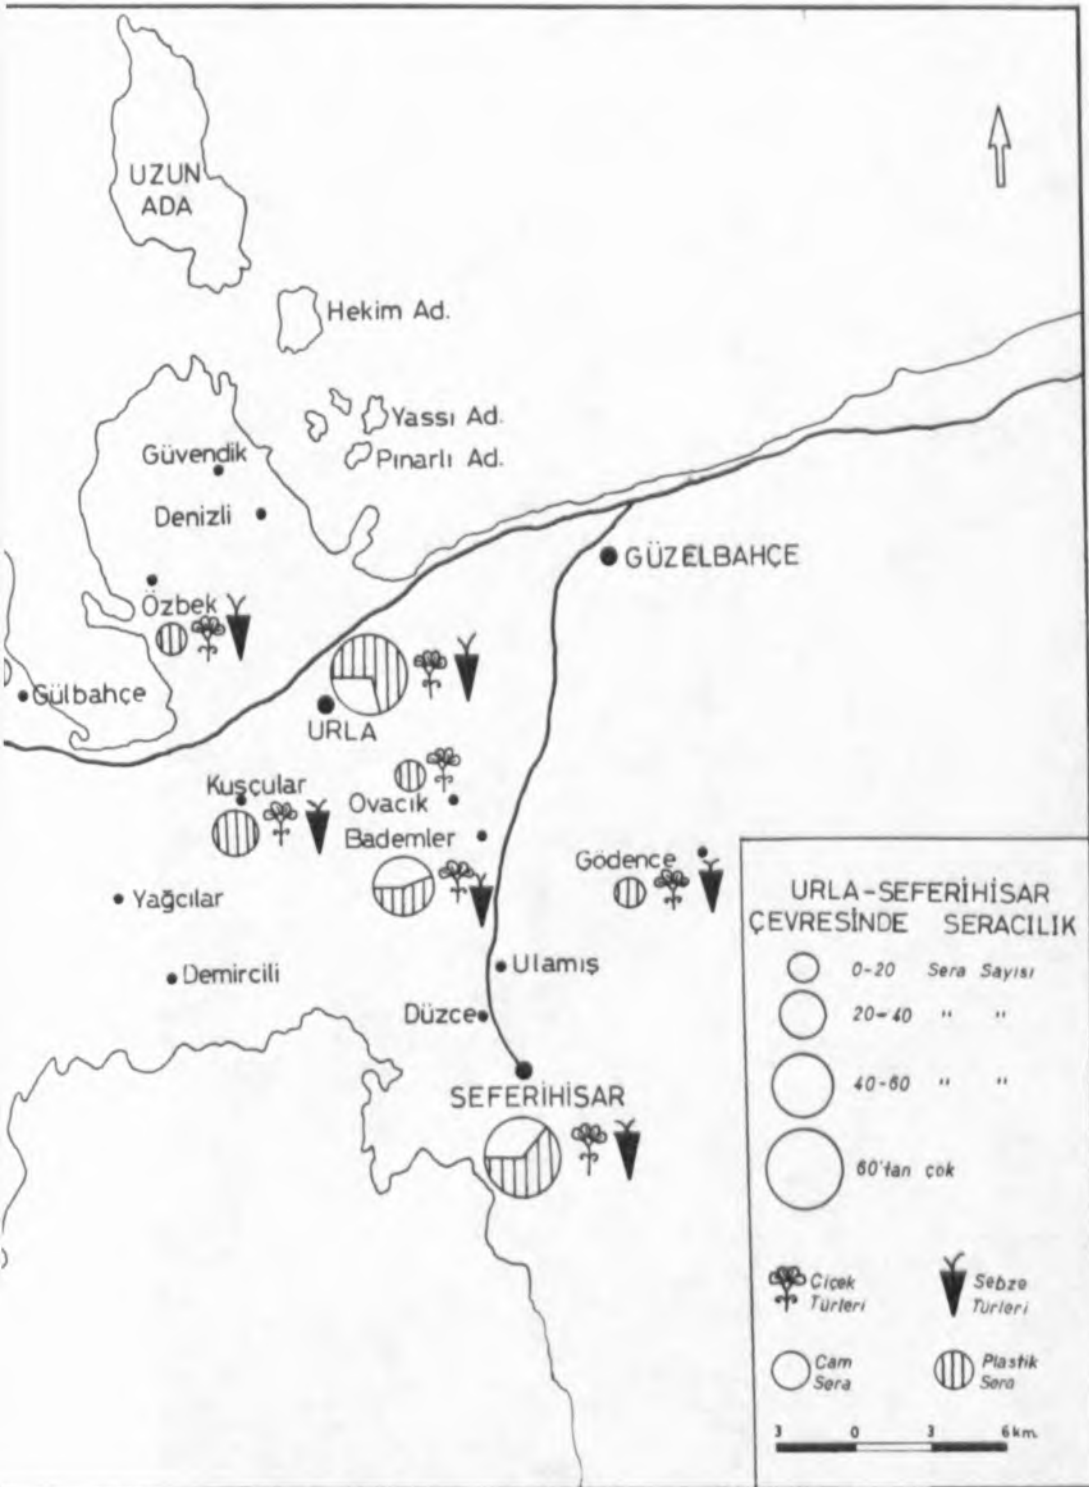 UZUN
ADA
Hekim Ad.
Yassı Ad.
Pınarlı Ad.
Güvendik
Denizli
GÜZELBAHÇE
Özbek
Gülbahçe
URLA
Kuşçular
Ovacık
Bademler
Gödence
Yağcılar
Ulamış
Demircili
Düzce
SEFERİHİSAR
URLA-SEFERİHİSAR
ÇEVRESİNDE SERACILIK
0-20 Sera Sayısı
20-40 " "
40-60 " "
60'tan çok
Çiçek
Türleri
Sebze
Türleri
Cam
Sera
Plastik
Sera
3 0 3 6 km.